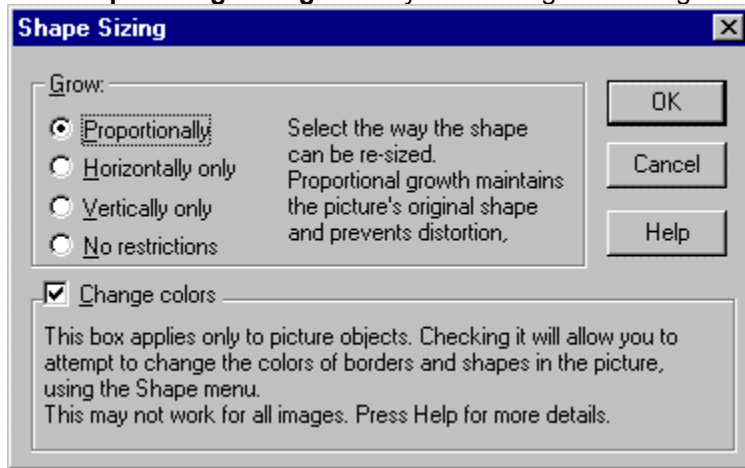 Shape Sizing
Grow:
Proportionally
Horizontally only
Vertically only
No restrictions
Select the way the shape
can be re-sized.
Proportional growth maintains
the picture's original shape
and prevents distortion,
OK
Cancel
Help
Change colors
This box applies only to picture objects. Checking it will allow you to
attempt to change the colors of borders and shapes in the picture,
using the Shape menu.
This may not work for all images. Press Help for more details.